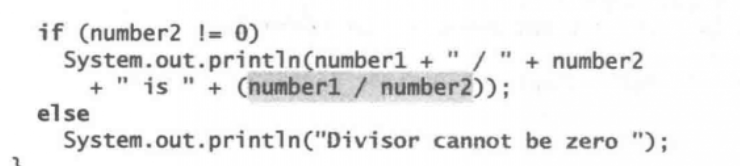 if (number2 != 0)
System.out.println(number1 + " / " + number2
+ " is " + (number1 / number2));
else
System.out.println("Divisor cannot be zero ");
}